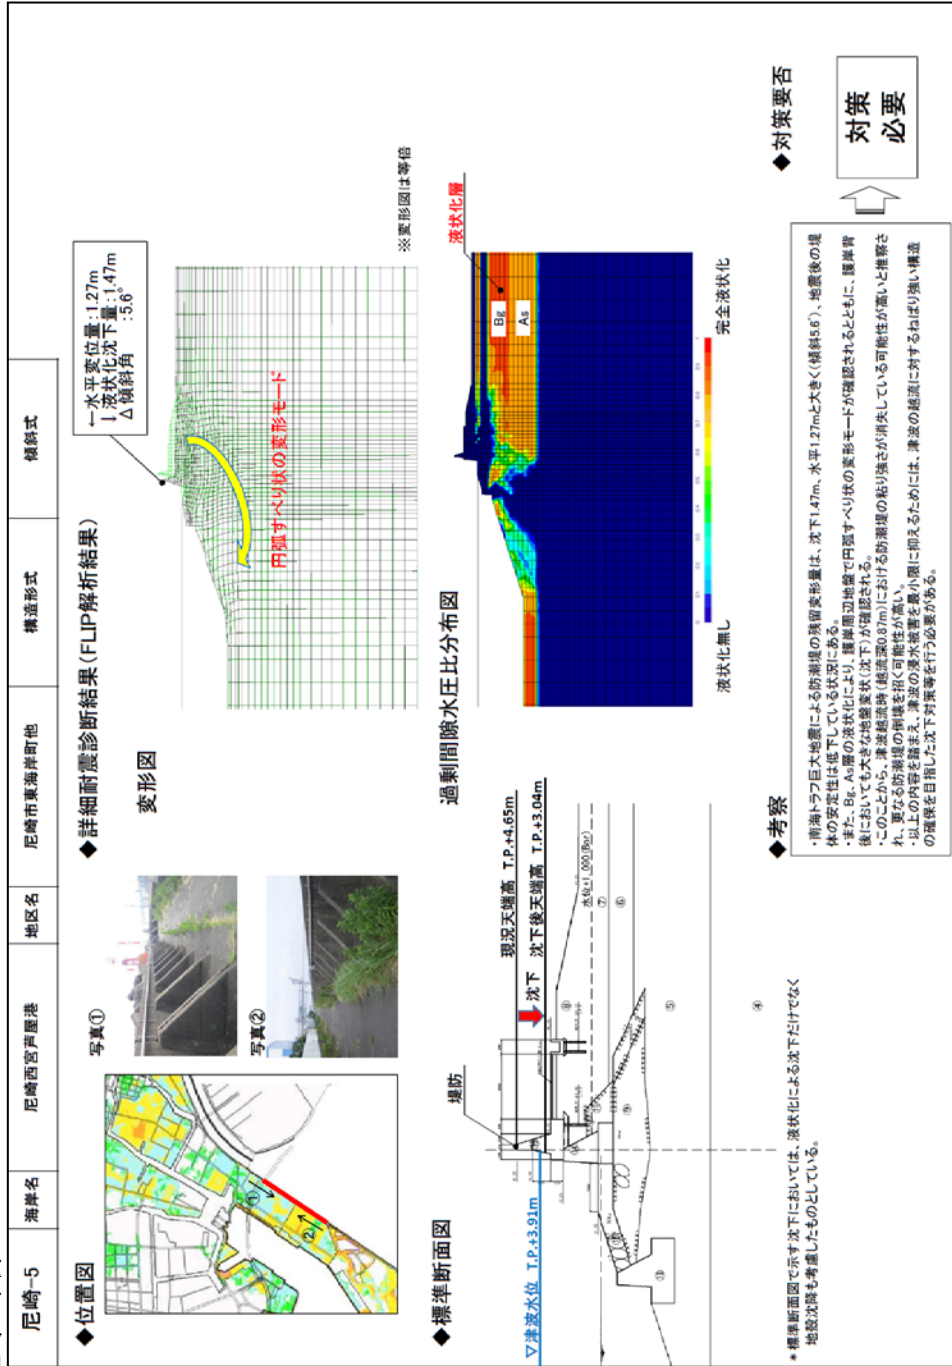 尼崎-5
海岸名
尼崎西宮芦屋港
地区名
尼崎市東海岸町他
構造形式
傾斜式
◆位置図
①
②
写真①
写真②
◆詳細耐震診断結果(FLIP解析結果)
変形図
←水平変位量:1.27m
↓液状化沈下量:1.47m
△傾斜角 :5.6°
円弧すべり状の変形モード
※変形図は等倍
過剰間隙水圧比分布図
液状化層
Bg
As
液状化無し
完全液状化
◆標準断面図
堤防
現況天端高 T.P.+4.65m
沈下 沈下後天端高 T.P.+3.04m
▽津波水位 T.P.+3.91m
水位+1.090(Bor)
⑧
⑦
⑥
⑨
⑤
④
*標準断面図で示す沈下においては、液状化による沈下だけでなく
地殻沈降も考慮したものとしている。
◆考察
・南海トラフ巨大地震による防潮堤の残留変形量は、沈下1.47m、水平1.27mと大きく(傾斜5.6°)、地震後の堤
体の安定性は低下している状況にある。
・また、Bg、As層の液状化により、護岸周辺地盤で円弧すべり状の変形モードが確認されるとともに、護岸背
後においても大きな地盤変状(沈下)が確認される。
・このことから、津波越流時(越流深0.87m)における防潮堤の粘り強さが消失している可能性が高いと推察さ
れ、更なる防潮堤の倒壊を招く可能性が高い。
・以上の内容を踏まえ、津波の浸水被害を最小限に抑えるためには、津波の越流に対するねばり強い構造
の確保を目指した沈下対策等を行う必要がある。
◆対策要否
対策
必要